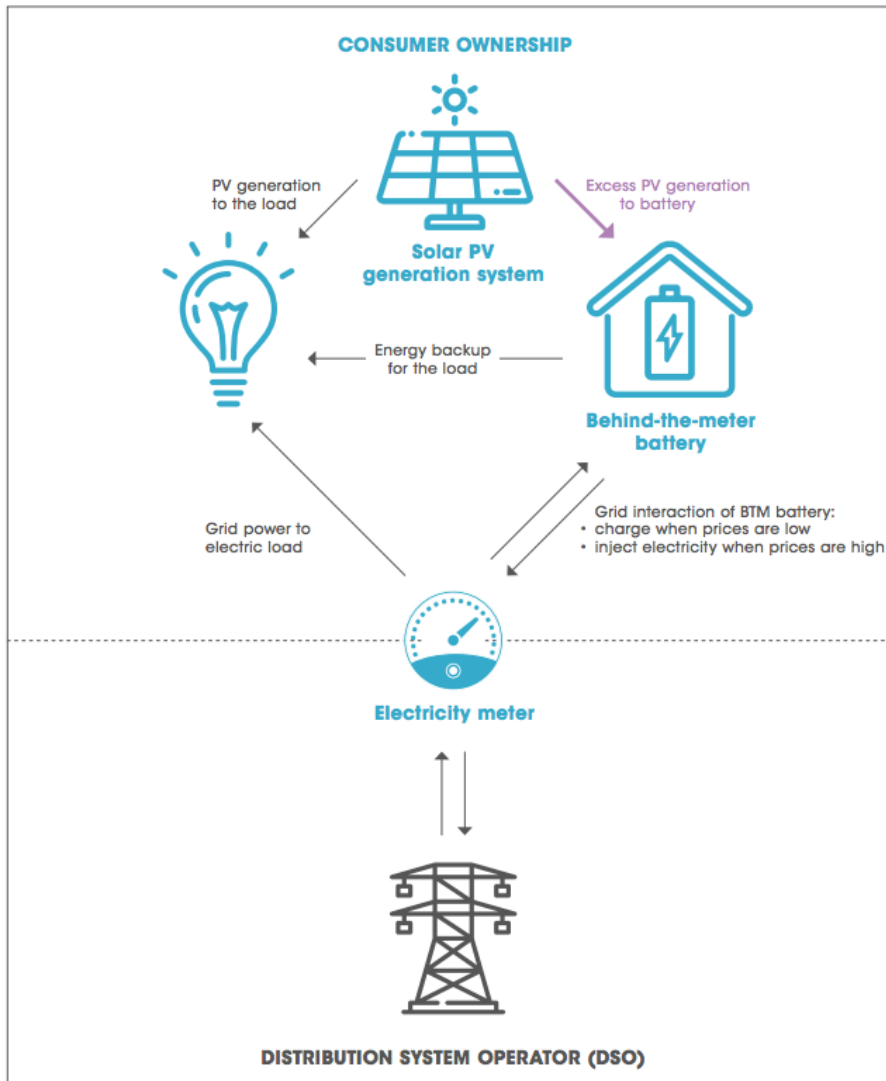 CONSUMER OWNERSHIP
PV generation
to the load
Excess PV generation
to battery
Solar PV
generation system
Energy backup
for the load
Behind-the-meter
battery
Grid power to
electric load
Grid interaction of BTM battery:
• charge when prices are low
• inject electricity when prices are high
Electricity meter
DISTRIBUTION SYSTEM OPERATOR (DSO)